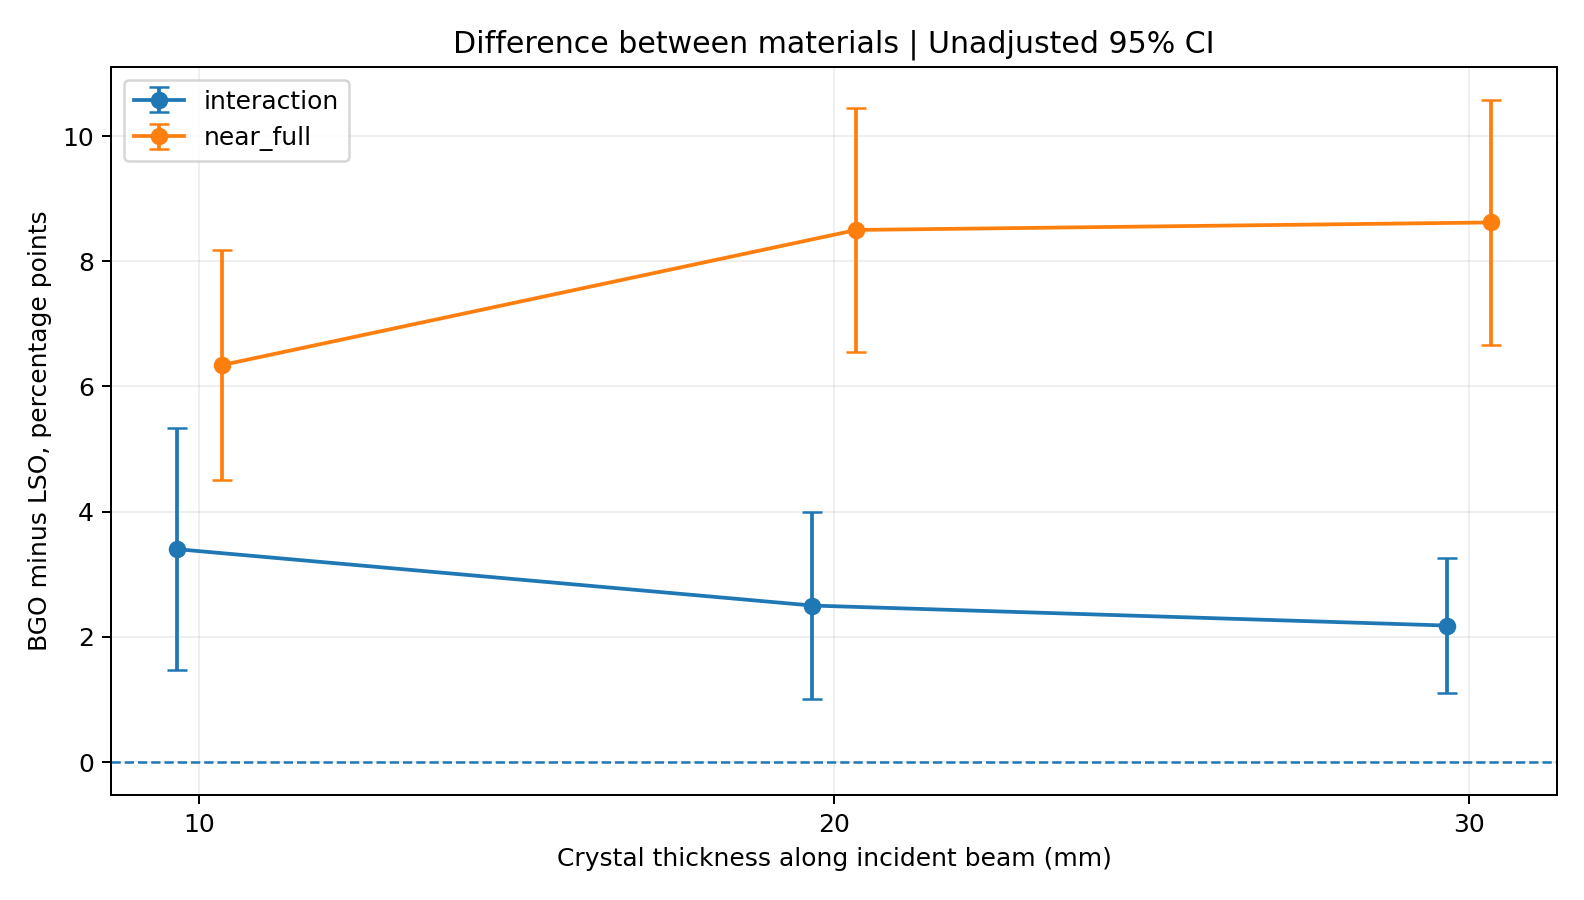 Difference between materials | Unadjusted 95% CI
interaction
near_full
BGO minus LSO, percentage points
10
8
6
4
2
0
10
20
30
Crystal thickness along incident beam (mm)